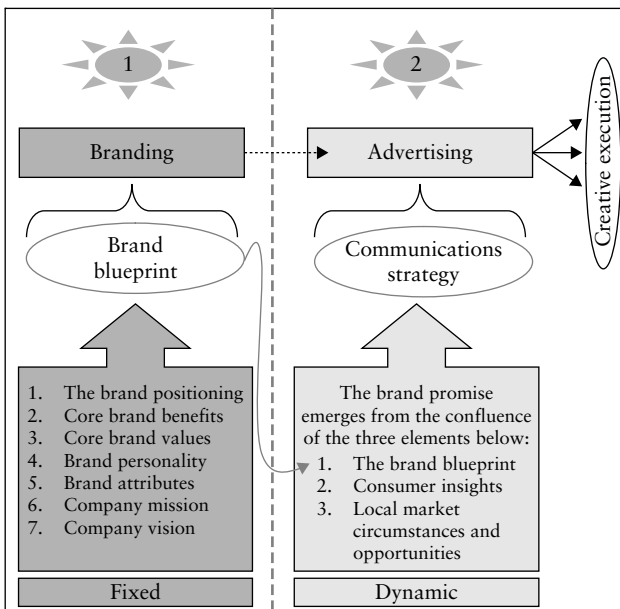 1
Branding
Brand
blueprint
1. The brand positioning
2. Core brand benefits
3. Core brand values
4. Brand personality
5. Brand attributes
6. Company mission
7. Company vision
Fixed
2
Advertising
Creative execution
Communications
strategy
The brand promise
emerges from the confluence
of the three elements below:
1. The brand blueprint
2. Consumer insights
3. Local market
circumstances and
opportunities
Dynamic